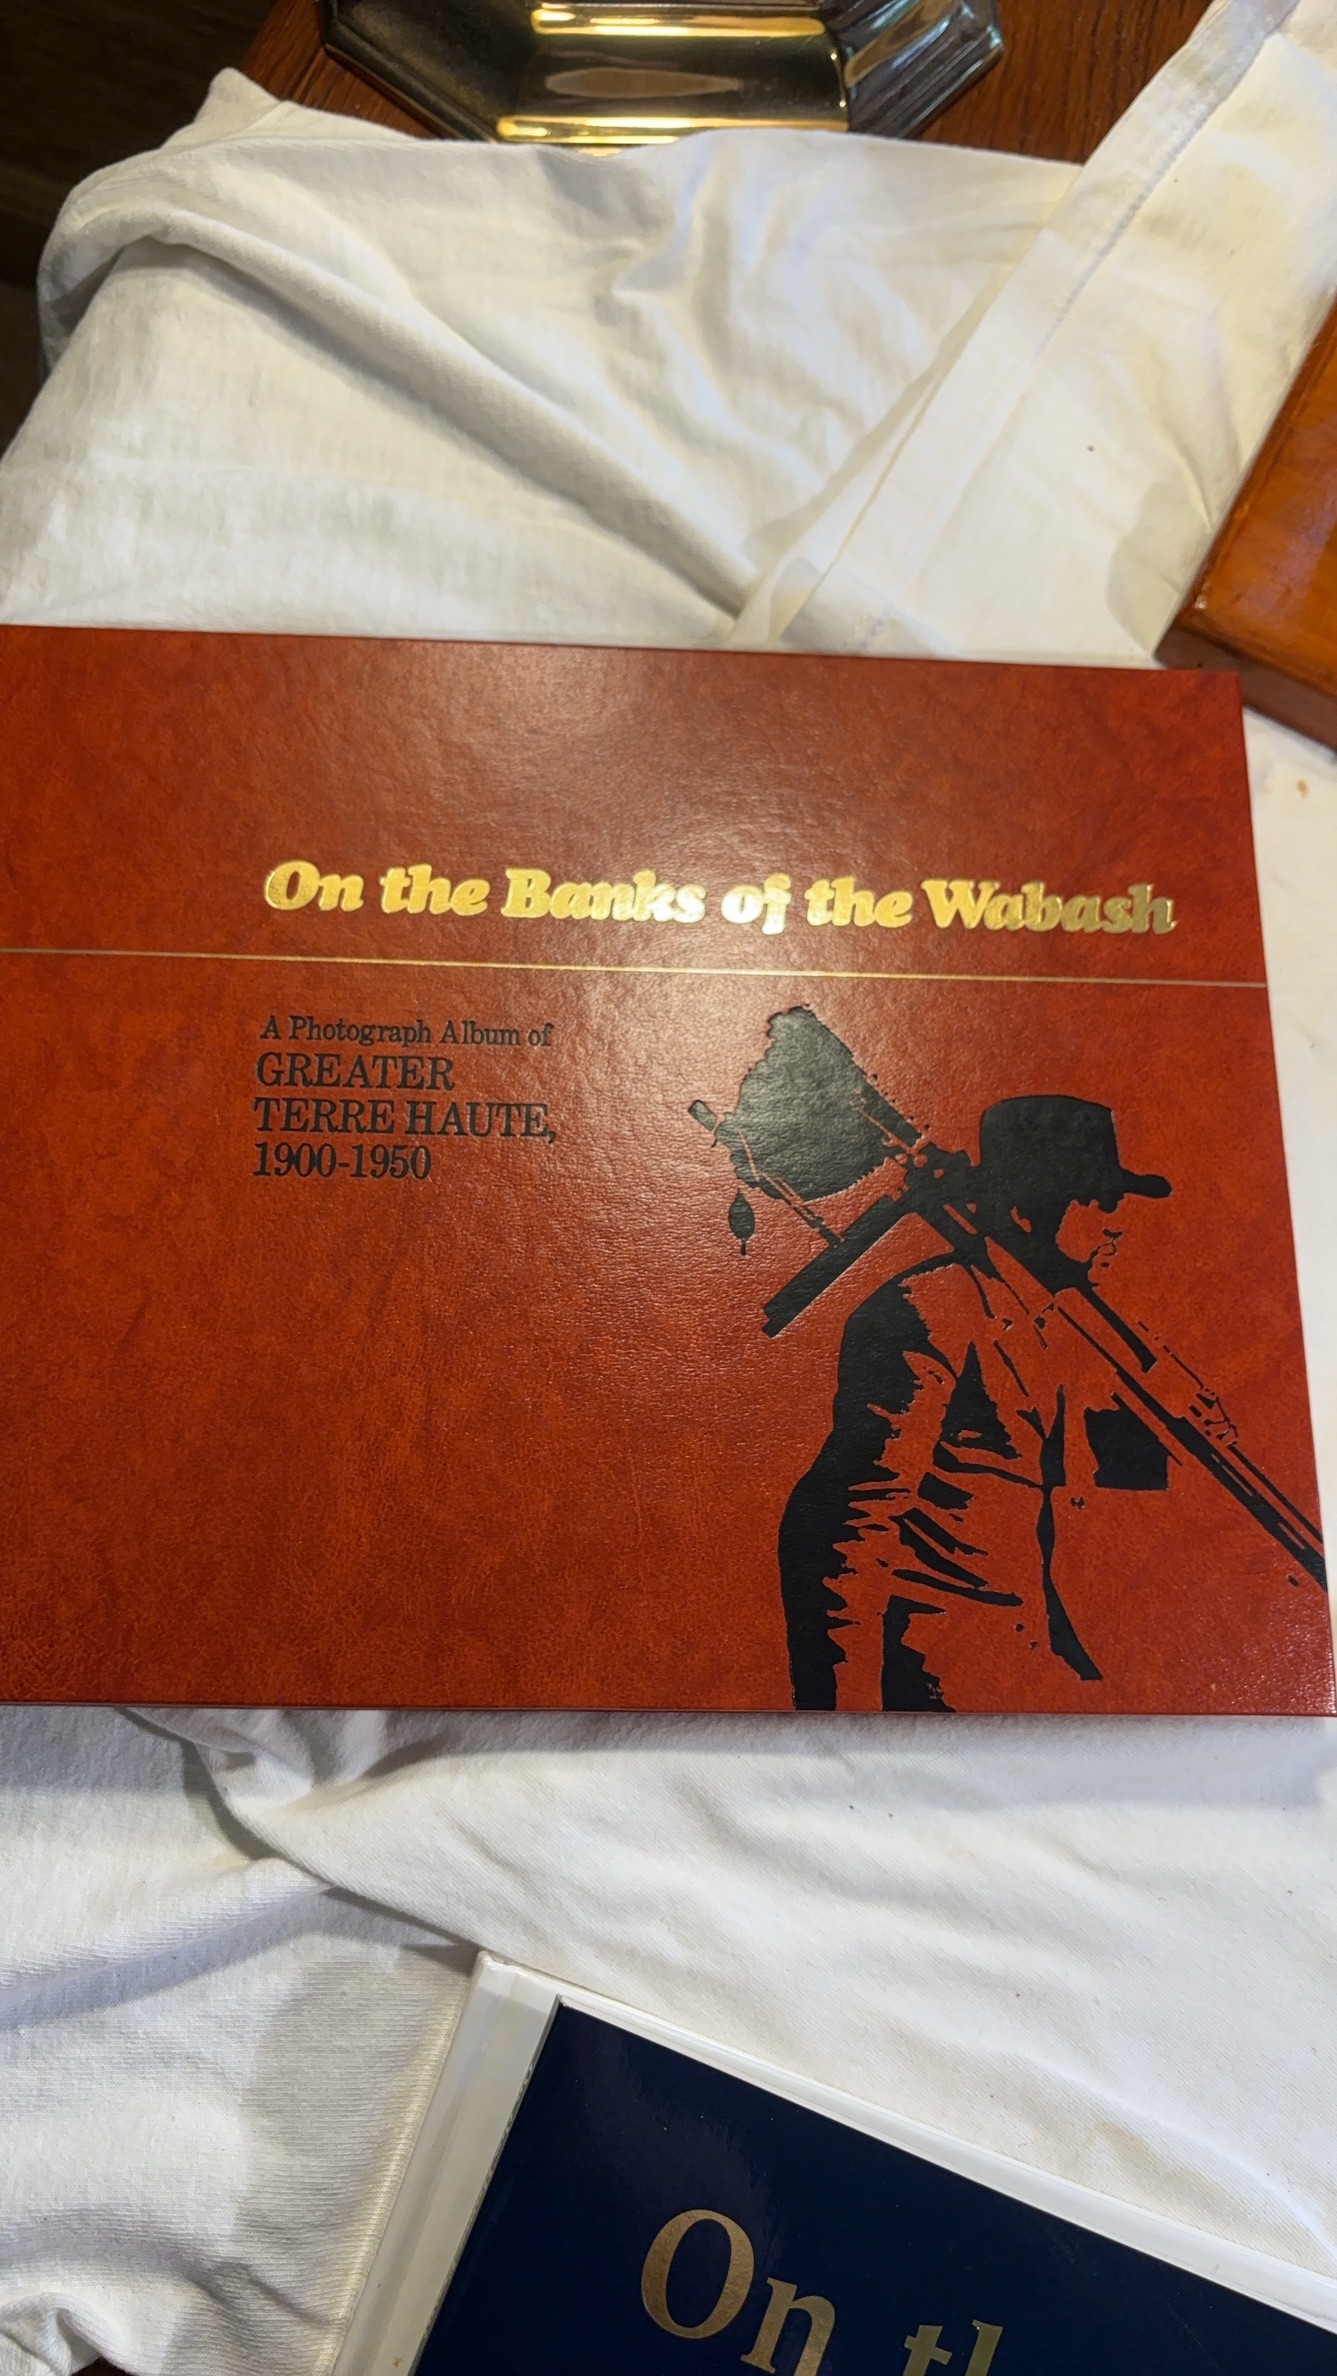 On the Banks of the Wabash
A Photograph Album of
GREATER
TERRE HAUTE,
1900-1950
On